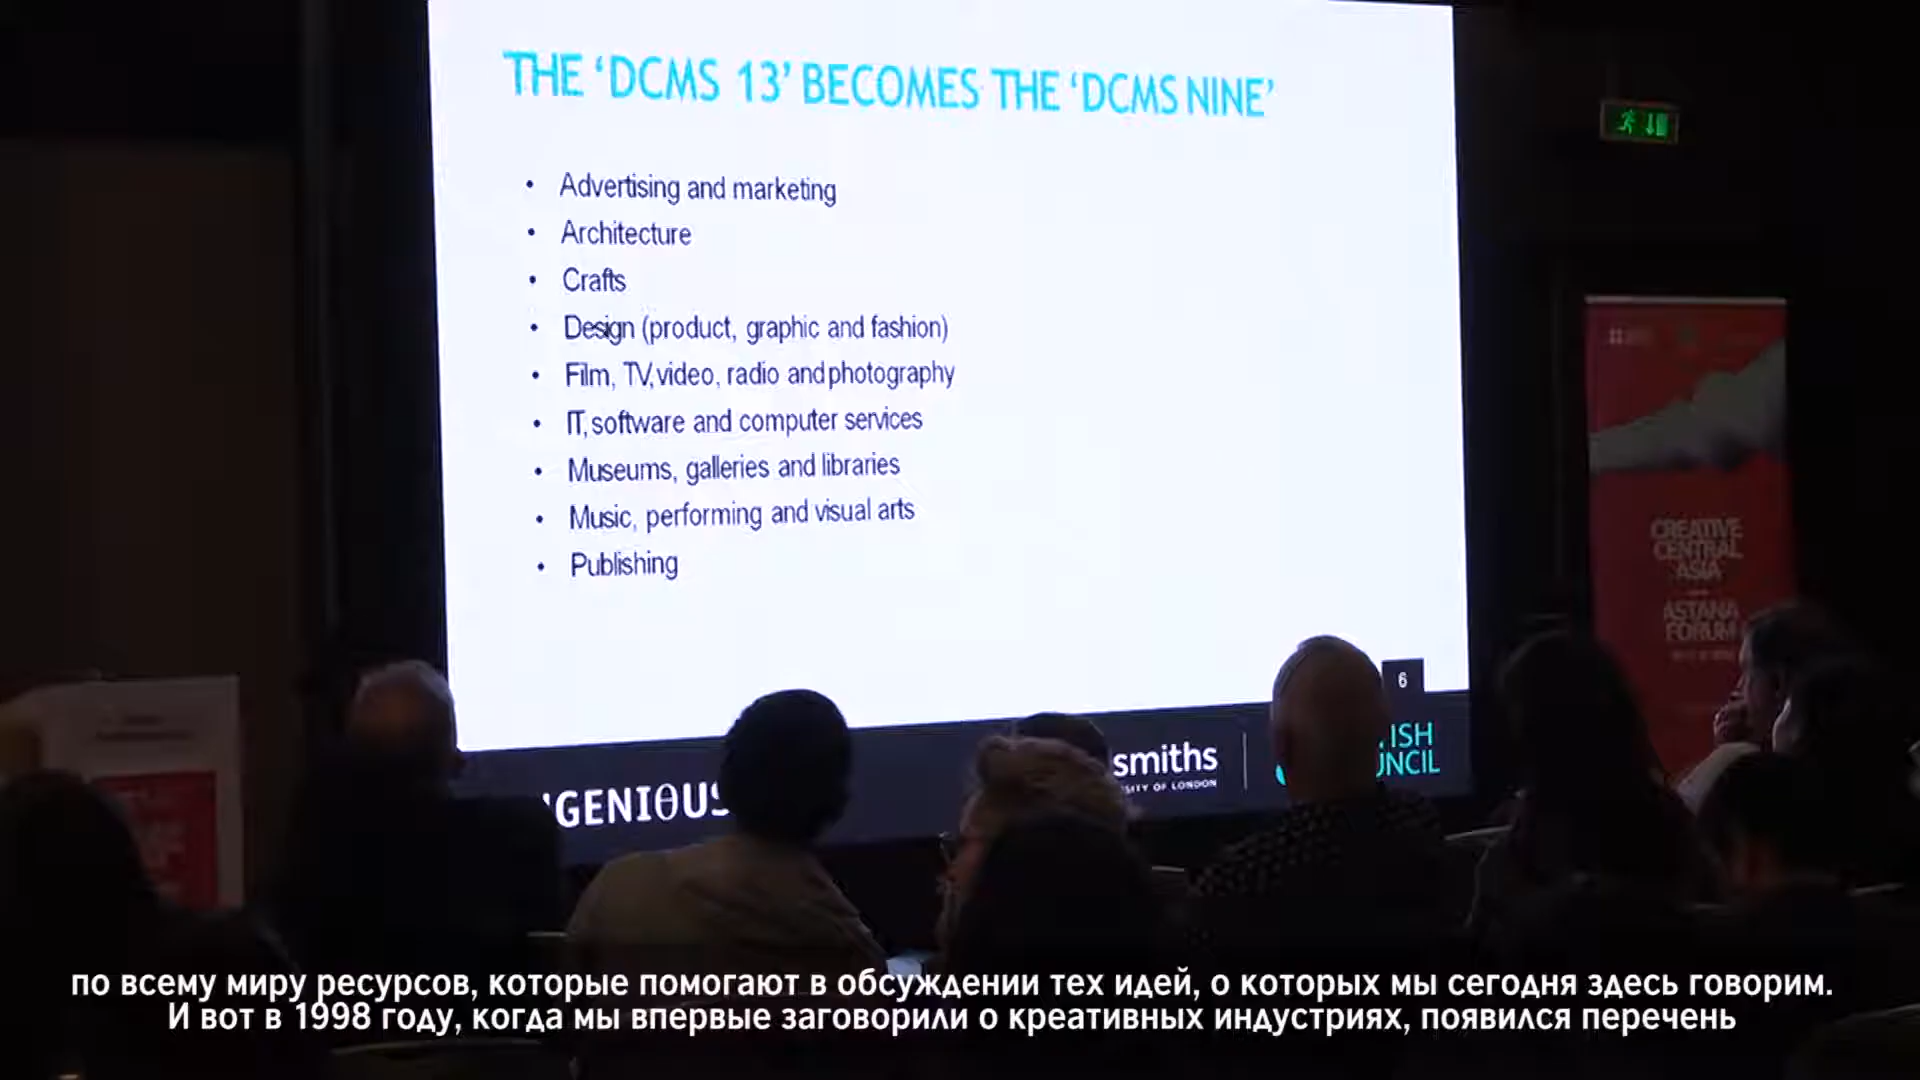 THE ‘DCMS 13’ BECOMES THE ‘DCMS NINE’
• Advertising and marketing
• Architecture
• Crafts
• Design (product, graphic and fashion)
• Film, TV, video, radio and photography
• IT, software and computer services
• Museums, galleries and libraries
• Music, performing and visual arts
• Publishing
6
smiths
OF LONDON
CREATIVE
CENTRAL
ASIA
ASTANA
FORUM
по всему миру ресурсов, которые помогают в обсуждении тех идей, о которых мы сегодня здесь говорим.
И вот в 1998 году, когда мы впервые заговорили о креативных индустриях, появился перечень